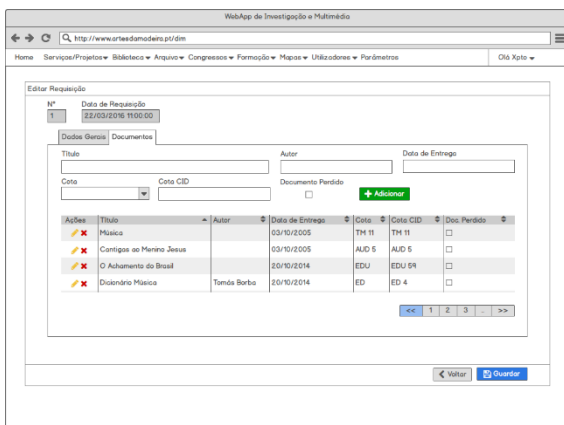 WebApp de Investigação e Multimédia
http://www.artesdamadeira.pt/dim
Home Serviços/Projetos Biblioteca Arquivo Congressos Formação Mapas Utilizadores Parâmetros Olá Xpto
Editar Requisição
Nº Data de Requisição
1 22/03/2016 11:00:00
Dados Gerais Documentos
Título Autor Data de Entrega
Cota Cota CID Documento Perdido
Adicionar
Ações Título Autor Data de Entrega Cota Cota CID Doc. Perdido
Música 03/10/2005 TM 11 TM 11
Cantigas ao Menino Jesus 03/10/2005 AUD 5 AUD 5
O Achamento do Brasil 20/10/2014 EDU EDU 59
Dicionário Música Tomás Borba 20/10/2014 ED ED 4
<< 1 2 3 .. >>
Voltar Guardar